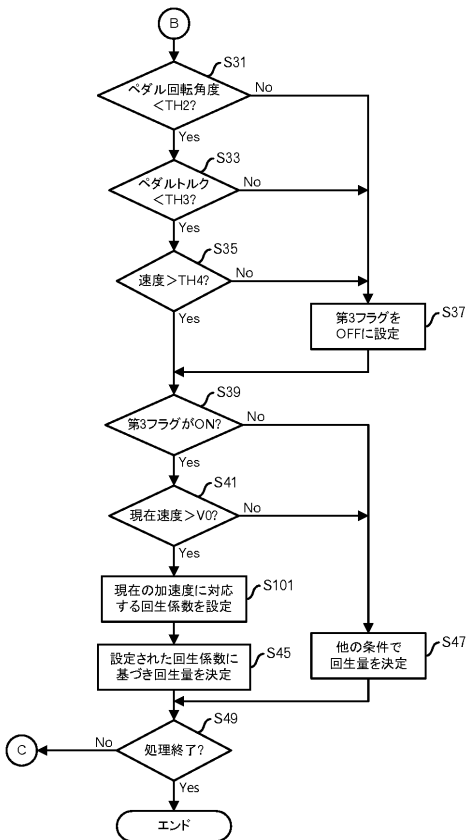 B
S31
ペダル回転角度
<TH2?
No
Yes
S33
ペダルトルク
<TH3?
No
Yes
S35
速度>TH4?
No
Yes
第3フラグを
OFFに設定
S37
S39
第3フラグがON?
No
Yes
S41
現在速度>V0?
No
Yes
現在の加速度に対応
する回生係数を設定
S101
設定された回生係数に
基づき回生量を決定
S45
他の条件で
回生量を決定
S47
S49
処理終了?
No
C
Yes
エンド